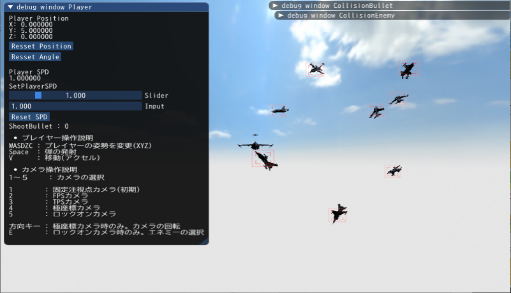 ▼ debug window Player
Player Position
X: 0.000000
Y: 5.000000
Z: 0.000000
Resset Position
Resset Angle
Player SPD
1.000000
SetPlayerSPD
1.000 Slider
1.000 Input
Reset SPD
ShootBullet : 0
• プレイヤー操作説明
WASDZC : プレイヤーの姿勢を変更(XYZ)
Space : 弾の発射
V : 移動(アクセル)
• カメラ操作説明
1~5 : カメラの選択
1 : 固定注視点カメラ(初期)
2 : FPSカメラ
3 : TPSカメラ
4 : 極座標カメラ
5 : ロックオンカメラ
方向キー : 極座標カメラ時のみ。カメラの回転
E : ロックオンカメラ時のみ。エネミーの選択
▶ debug window CollisionBullet
▶ debug window CollisionEnemy